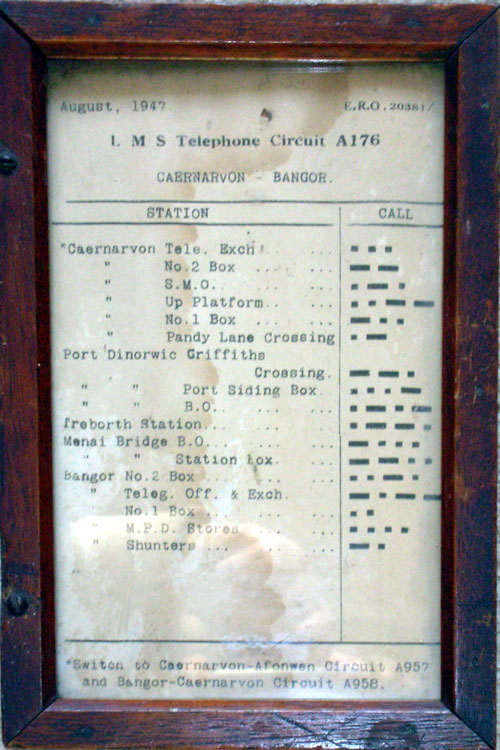 August, 1947
E.R.O. 20381/
L M S Telephone Circuit A176
CAERNARVON - BANGOR.
STATION CALL
*Caernarvon Tele. Exch .. ... ▪ ▪ ▪
" No.2 Box ... ... ▬ ▬
" S.M.O.. ... ... ▪ ▬ ▪
" Up Platform.. ... ▪ ▪ ▬ ▬
" No.1 Box ... ... ▬ ▪ ▪
" Pandy Lane Crossing ▪ ▬
Port Dinorwic Griffiths
Crossing. ▬ ▬ ▪
" " Port Siding Box.. ▪ ▬ ▪ ▬
" " B.O.. ... ... ▪ ▬ ▪ ▬
Treborth Station... ... ...
Menai Bridge B.O... ... ...
" " Station Box. ...
Bangor No.2 Box ... ... ...
" Teleg. Off. & Exch.
" No.1 Box ... ... ... ▪ ▪
" M.P.D. Stores... ... ▪ ▪ ▪ ▪
" Shunters ... ... ... ▬ ▪
*Switch to Caernarvon-Afonwen Circuit A957
and Bangor-Caernarvon Circuit A958.